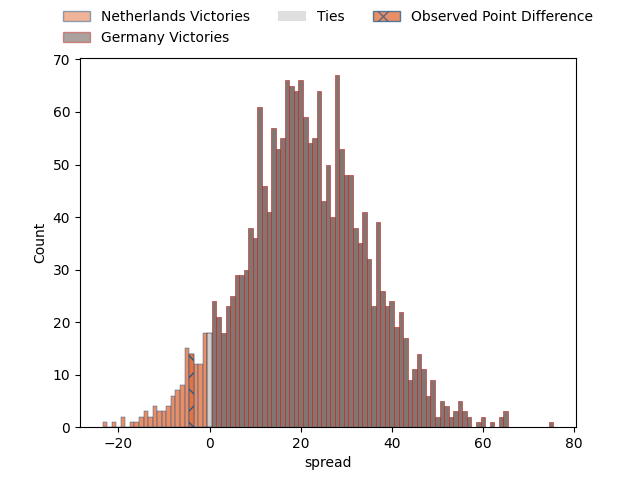 Netherlands Victories
Ties
Observed Point Difference
Germany Victories
70
60
50
40
30
20
10
0
Count
−20
0
20
40
60
80
spread